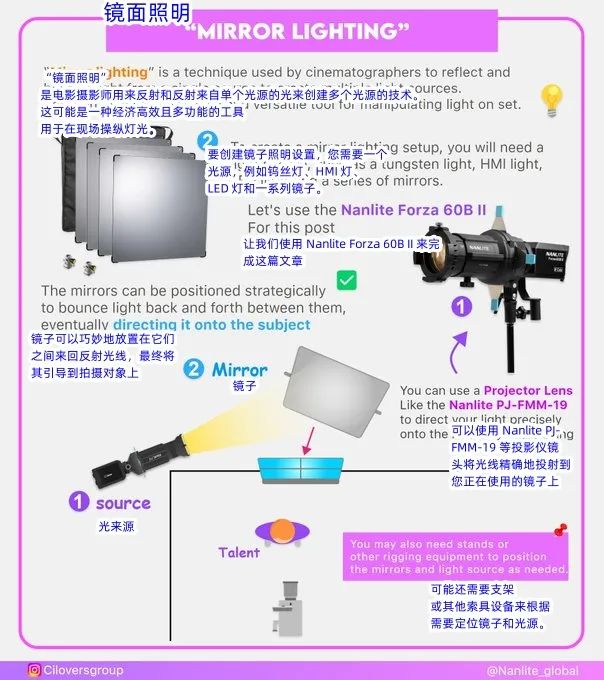 镜面照明
"MIRROR LIGHTING"
lighting" is a technique used by cinematographers to reflect and
“镜面照明”
是电影摄影师用来反射和反射来自单个光源的光来创建多个光源的技术。
这可能是一种经济高效且多功能的工具
versatile tool for manipulating light on set.
用于在现场操纵灯光。
2
To create a mirror lighting setup, you will need a
要创建镜子照明设置，您需要一个
光源，例如钨丝灯、HMI 灯、
as a tungsten light, HMI light,
LED 灯和一系列镜子。
a series of mirrors.
Let's use the Nanlite Forza 60B II
For this post
让我们使用 Nanlite Forza 60B II 来完
成这篇文章
NANLITE
1
The mirrors can be positioned strategically
to bounce light back and forth between them,
eventually directing it onto the subject
镜子可以巧妙地放置在它们
之间来回反射光线，最终将
其引导到拍摄对象上
2 Mirror
镜子
You can use a Projector Lens
Like the Nanlite PJ-FMM-19
to direct your light precisely
onto the
可以使用 Nanlite PJ-
FMM-19 等投影仪镜
头将光线精确地投射到
您正在使用的镜子上
1 source
光来源
Talent
You may also need stands or
other rigging equipment to position
the mirrors and light source as needed.
可能还需要支架
或其他索具设备来根据
需要定位镜子和光源。
Ciloversgroup
@Nanlite_global